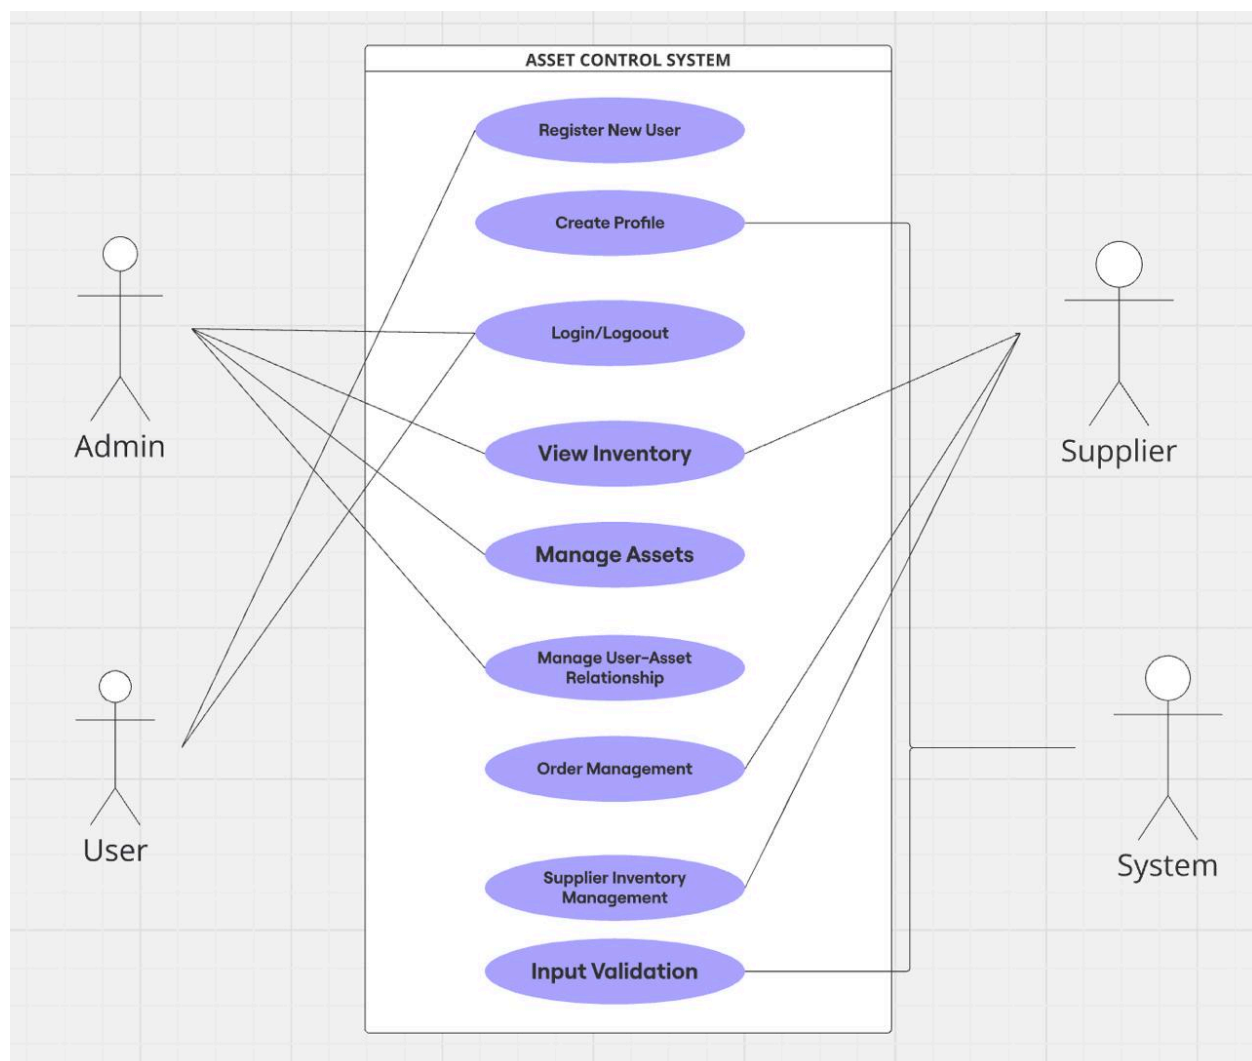 ASSET CONTROL SYSTEM
Register New User
Create Profile
Login/Logoout
View Inventory
Manage Assets
Manage User-Asset
Relationship
Order Management
Supplier Inventory
Management
Input Validation
Admin
User
Supplier
System